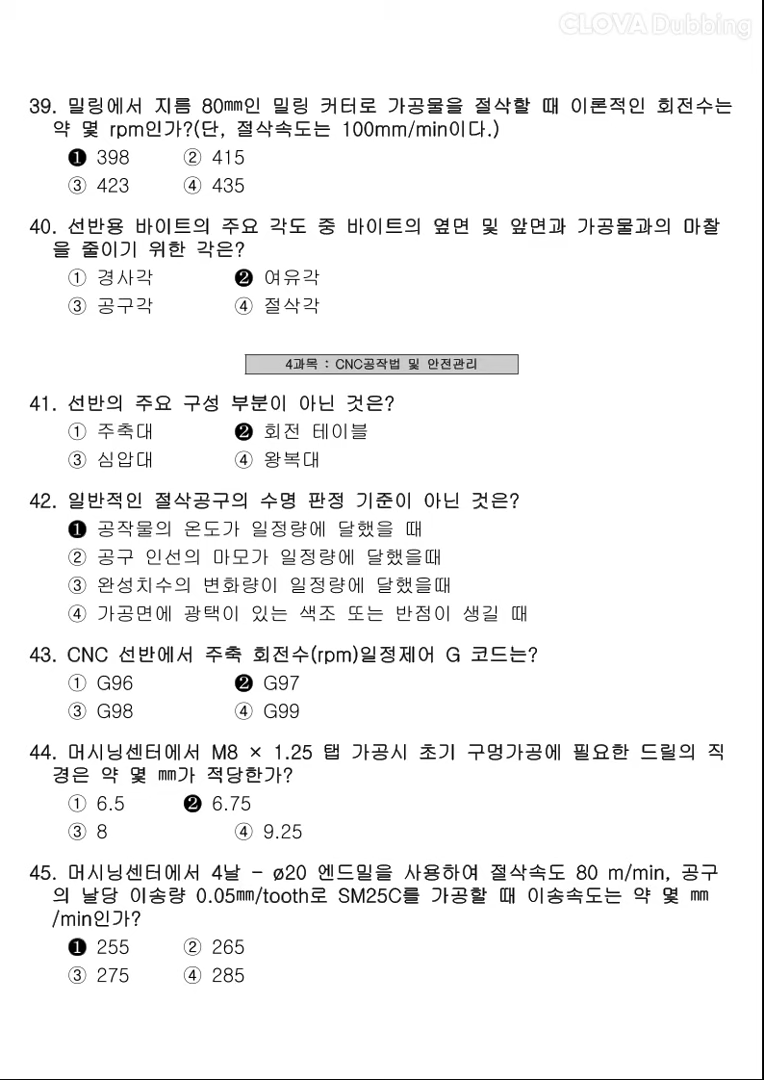 CLOVA Dubbing
39. 밀링에서 지름 80㎜인 밀링 커터로 가공물을 절삭할 때 이론적인 회전수는
약 몇 rpm인가?(단, 절삭속도는 100mm/min이다.)
❶ 398 ② 415
③ 423 ④ 435
40. 선반용 바이트의 주요 각도 중 바이트의 옆면 및 앞면과 가공물과의 마찰
을 줄이기 위한 각은?
① 경사각 ❷ 여유각
③ 공구각 ④ 절삭각
4과목 : CNC공작법 및 안전관리
41. 선반의 주요 구성 부분이 아닌 것은?
① 주축대 ❷ 회전 테이블
③ 심압대 ④ 왕복대
42. 일반적인 절삭공구의 수명 판정 기준이 아닌 것은?
❶ 공작물의 온도가 일정량에 달했을 때
② 공구 인선의 마모가 일정량에 달했을때
③ 완성치수의 변화량이 일정량에 달했을때
④ 가공면에 광택이 있는 색조 또는 반점이 생길 때
43. CNC 선반에서 주축 회전수(rpm)일정제어 G 코드는?
① G96 ❷ G97
③ G98 ④ G99
44. 머시닝센터에서 M8 × 1.25 탭 가공시 초기 구멍가공에 필요한 드릴의 직
경은 약 몇 ㎜가 적당한가?
① 6.5 ❷ 6.75
③ 8 ④ 9.25
45. 머시닝센터에서 4날 - ø20 엔드밀을 사용하여 절삭속도 80 m/min, 공구
의 날당 이송량 0.05㎜/tooth로 SM25C를 가공할 때 이송속도는 약 몇 ㎜
/min인가?
❶ 255 ② 265
③ 275 ④ 285